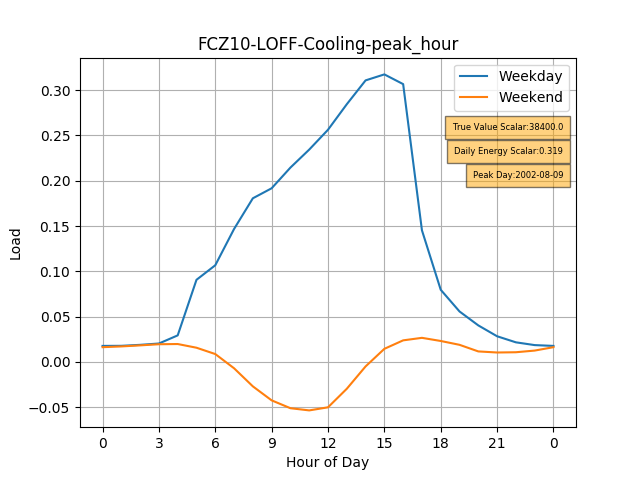 FCZ10-LOFF-Cooling-peak_hour
Weekday
Weekend
True Value Scalar:38400.0
Daily Energy Scalar:0.319
Peak Day:2002-08-09
Load
0.30
0.25
0.20
0.15
0.10
0.05
0.00
−0.05
0 3 6 9 12 15 18 21 0
Hour of Day